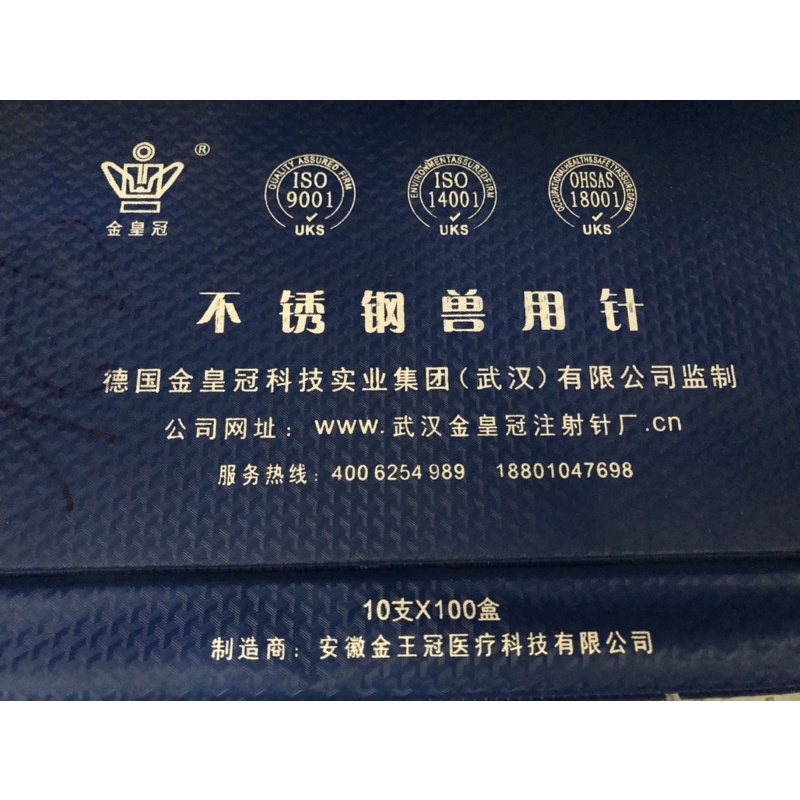 ®
金皇冠
QUALITY ASSURED FIRM
ISO
9001
UKS
ENVIRONMENTASSUREDFIRM
ISO
14001
UKS
OCCUPATIONALHEALTH&SAFETYASSUREDFIRM
OHSAS
18001
UKS
不锈钢兽用针
德国金皇冠科技实业集团(武汉)有限公司监制
公司网址：www.武汉金皇冠注射针厂.cn
服务热线：400 6254 989 18801047698
10支X100盒
制造商：安徽金王冠医疗科技有限公司